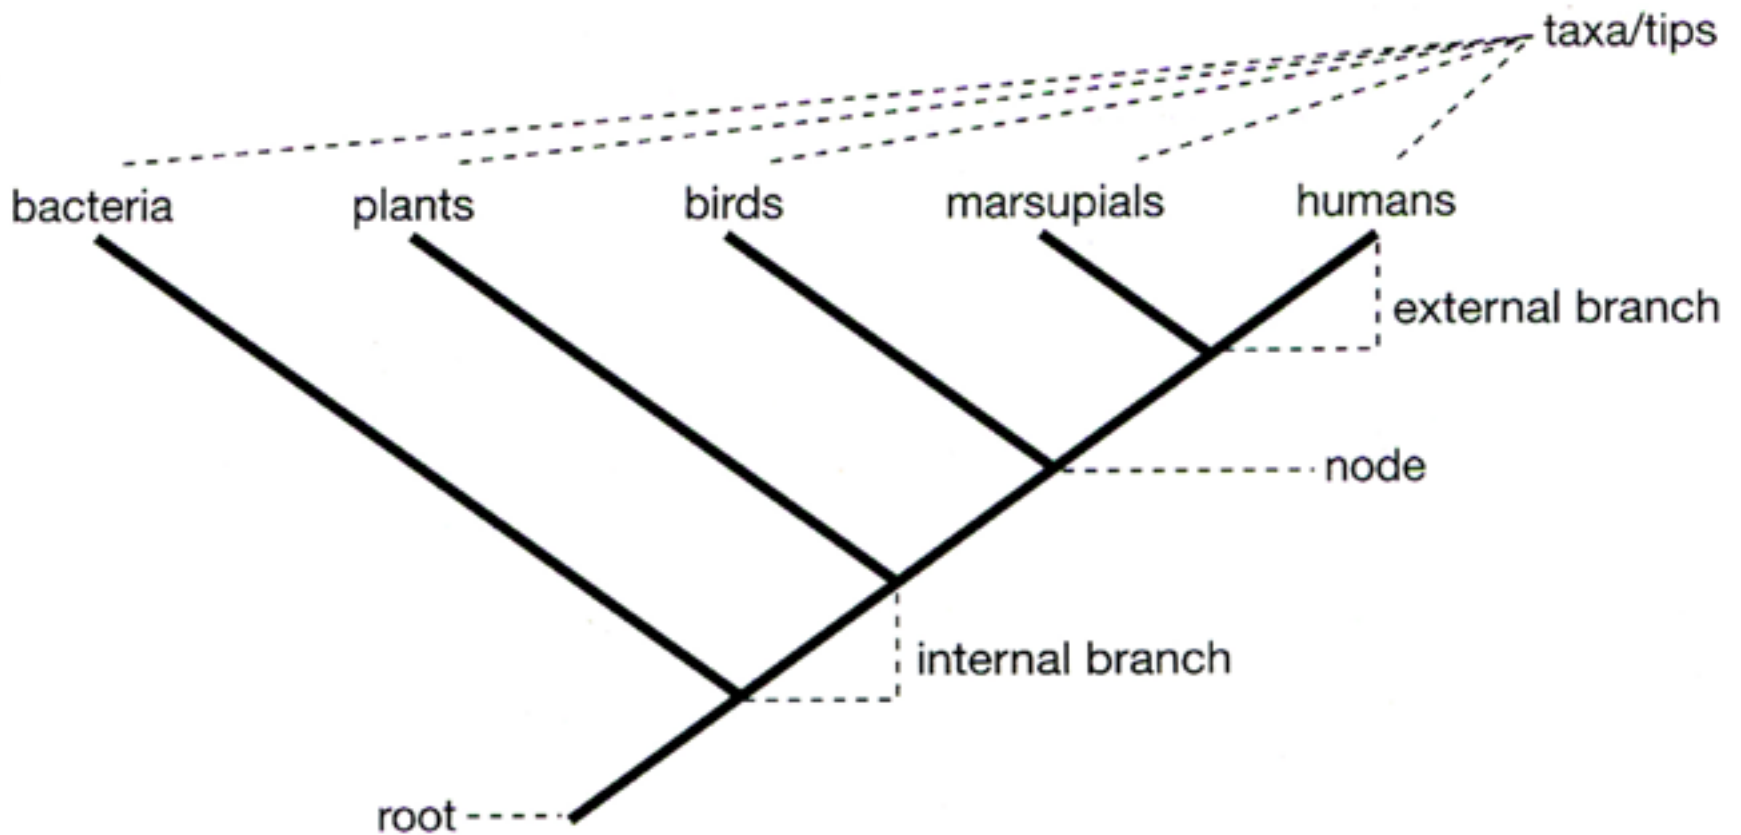 taxa/tips
bacteria
plants
birds
marsupials
humans
external branch
node
internal branch
root